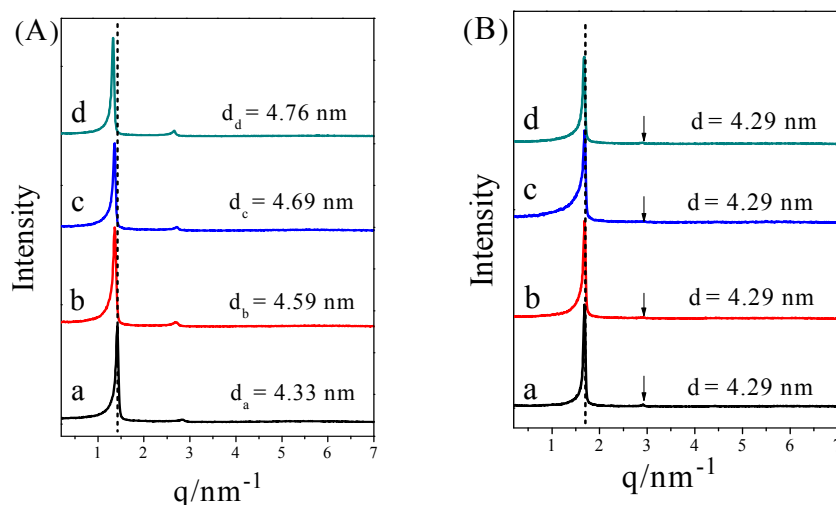 (A)
d
d_d = 4.76 nm
c
d_c = 4.69 nm
b
d_b = 4.59 nm
a
d_a = 4.33 nm
Intensity
1 2 3 4 5 6 7
q/nm⁻¹
(B)
d
d = 4.29 nm
c
d = 4.29 nm
b
d = 4.29 nm
a
d = 4.29 nm
Intensity
1 2 3 4 5 6 7
q/nm⁻¹